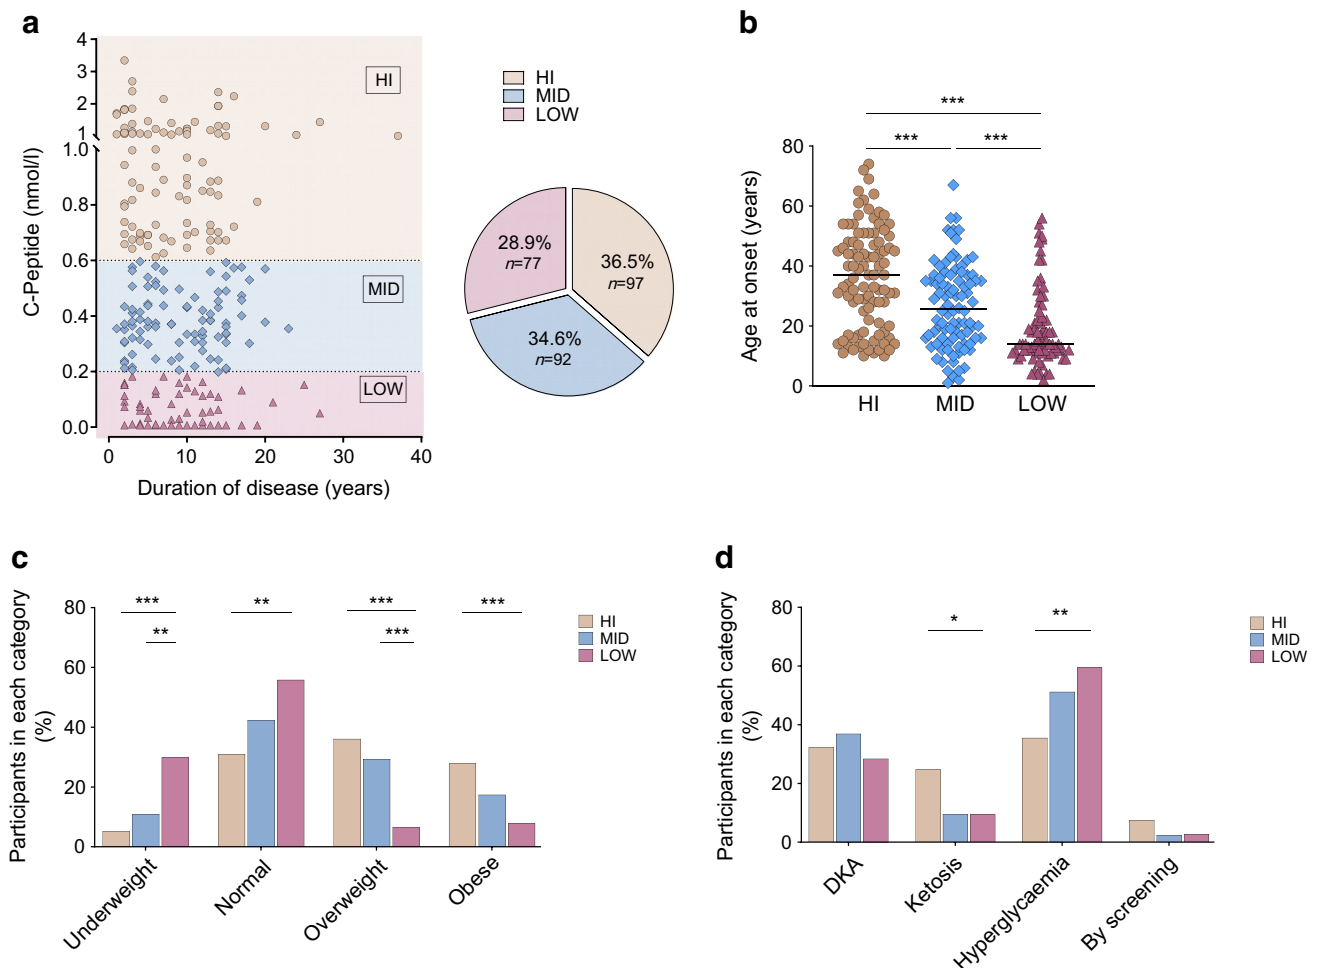 a
4
3
2
1
1.0
0.8
0.6
0.4
0.2
0.0
C-Peptide (nmol/l)
HI
MID
LOW
0 10 20 30 40
Duration of disease (years)
HI
MID
LOW
28.9%
n=77
36.5%
n=97
34.6%
n=92
b
***
*** ***
80
60
40
20
0
Age at onset (years)
HI MID LOW
c
Participants in each category
(%)
80
60
40
20
0
*** ** *** ***
** ***
HI
MID
LOW
Underweight Normal Overweight Obese
d
Participants in each category
(%)
80
60
40
20
0
* **
HI
MID
LOW
DKA Ketosis Hyperglycaemia By screening